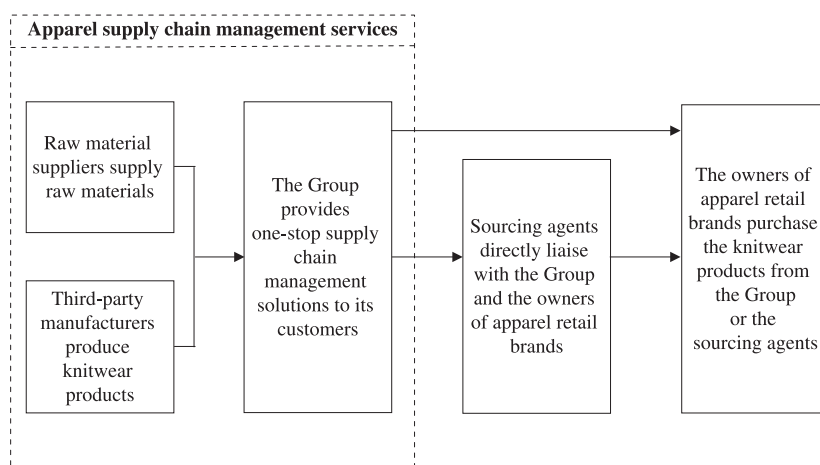 Apparel supply chain management services
Raw material
suppliers supply
raw materials
Third-party
manufacturers
produce
knitwear
products
The Group
provides
one-stop supply
chain
management
solutions to its
customers
Sourcing agents
directly liaise
with the Group
and the owners
of apparel retail
brands
The owners of
apparel retail
brands purchase
the knitwear
products from
the Group
or the
sourcing agents